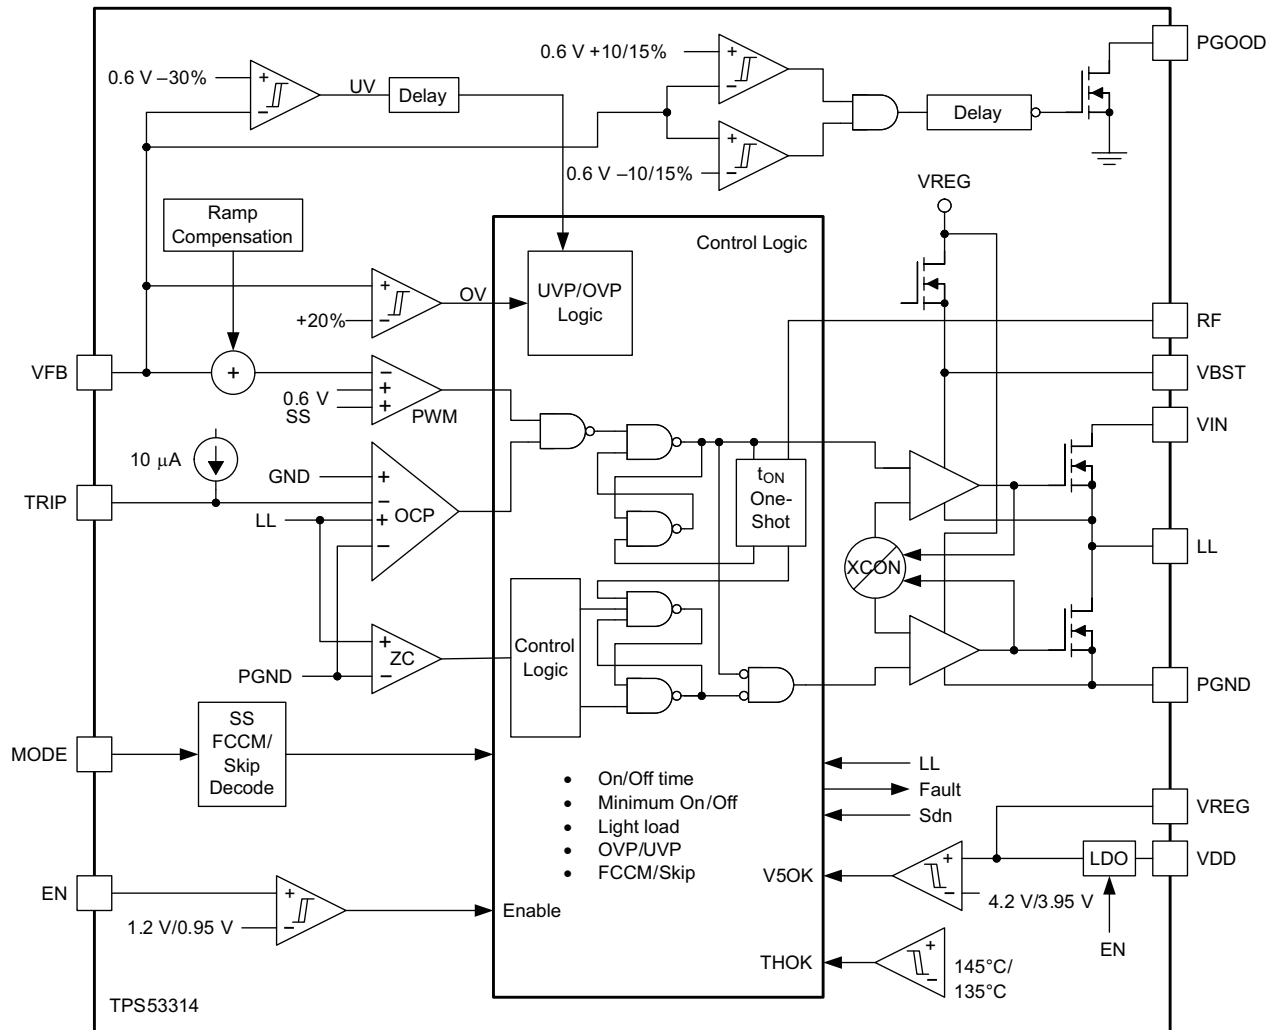 PGOOD
0.6 V +10/15%
0.6 V –30%
+
–
UV
Delay
+
–
Delay
+
–
0.6 V –10/15%
VREG
Ramp
Compensation
Control Logic
UVP/OVP
Logic
+
–
OV
+20%
RF
VFB
+
–
+
+
0.6 V
SS
PWM
VBST
VIN
10 µA
GND
+
–
+
–
OCP
TRIP
LL
tON
One-
Shot
XCON
LL
Control
Logic
+
–
ZC
PGND
PGND
MODE
SS
FCCM/
Skip
Decode
• On/Off time
• Minimum On/Off
• Light load
• OVP/UVP
• FCCM/Skip
LL
Fault
Sdn
VREG
VDD
LDO
EN
V5OK
+
–
4.2 V/3.95 V
EN
+
–
1.2 V/0.95 V
Enable
THOK
+
–
145°C/
135°C
TPS53314